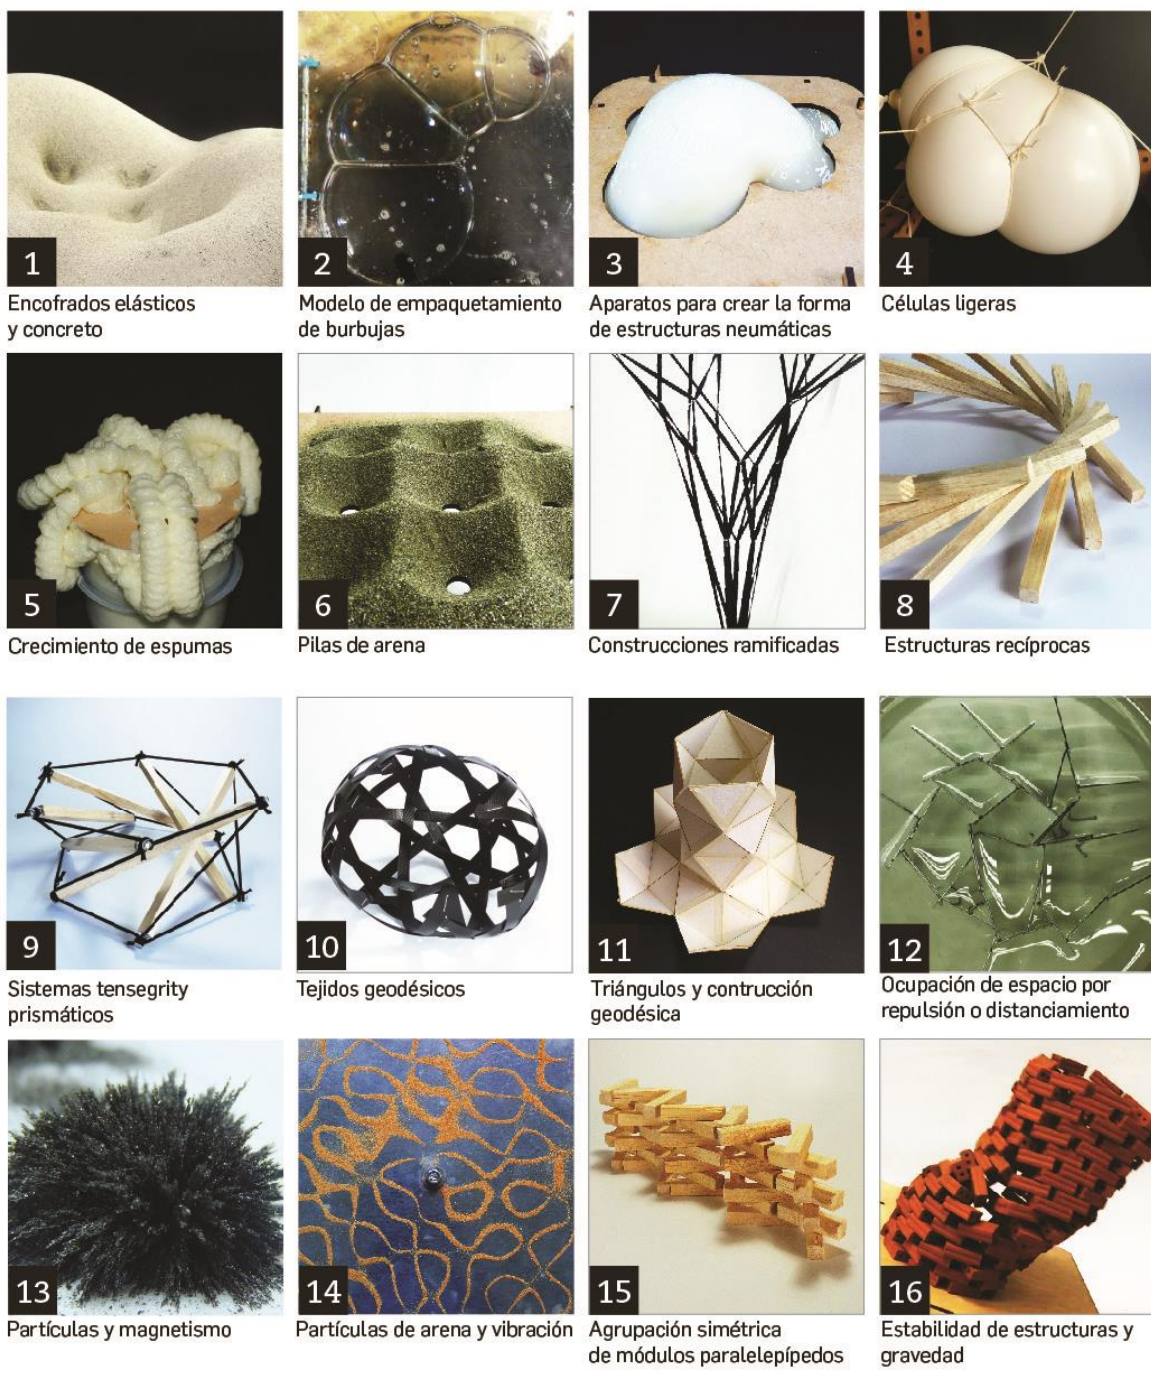 1
2
3
4
Encofrados elásticos
y concreto
Modelo de empaquetamiento
de burbujas
Aparatos para crear la forma
de estructuras neumáticas
Células ligeras
5
6
7
8
Crecimiento de espumas
Pilas de arena
Construcciones ramificadas
Estructuras recíprocas
9
10
11
12
Sistemas tensegrity
prismáticos
Tejidos geodésicos
Triángulos y contrucción
geodésica
Ocupación de espacio por
repulsión o distanciamiento
13
14
15
16
Partículas y magnetismo
Partículas de arena y vibración
Agrupación simétrica
de módulos paralelepípedos
Estabilidad de estructuras y
gravedad